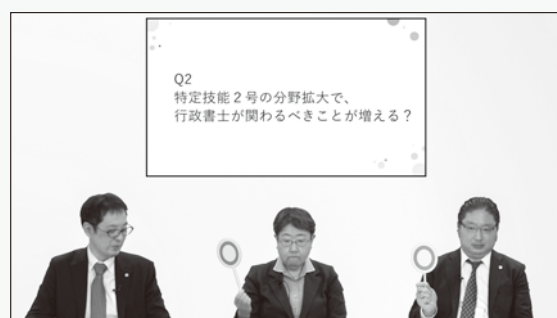 Q2
特定技能２号の分野拡大で、
行政書士が関わるべきことが増える？